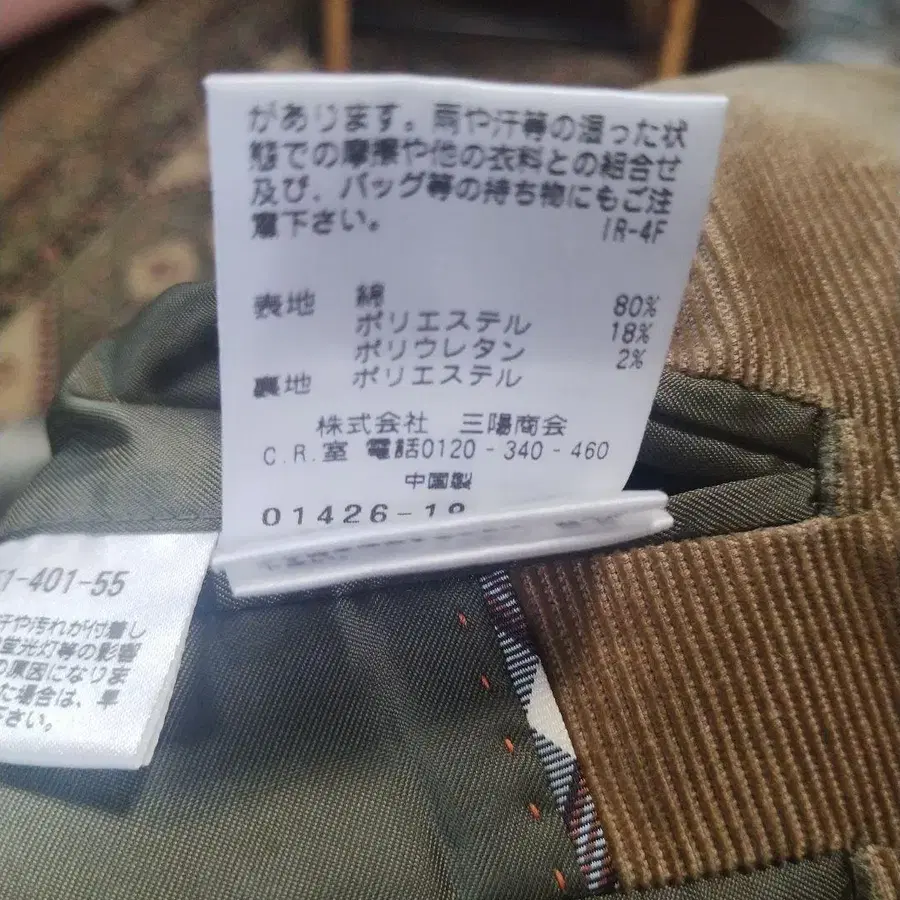 があります。雨や汗等の湿った状
態での摩擦や他の衣料との組合せ
及び、バッグ等の持ち物にもご注
意下さい。 IR-4F
表地 綿 80%
ポリエステル 18%
ポリウレタン 2%
裏地 ポリエステル
株式会社 三陽商会
C.R.室 電話0120-340-460
中国製
01426-18
1-401-55
汗や汚れが付着し
蛍光灯等の影響
の原因になりま
た場合は、早
さい。